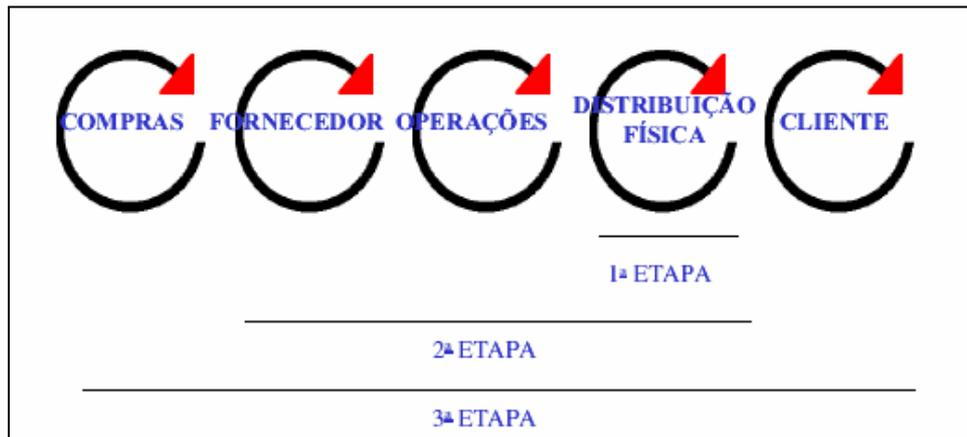 COMPRAS FORNECEDOR OPERAÇÕES DISTRIBUIÇÃO FÍSICA CLIENTE
1ª ETAPA
2ª ETAPA
3ª ETAPA